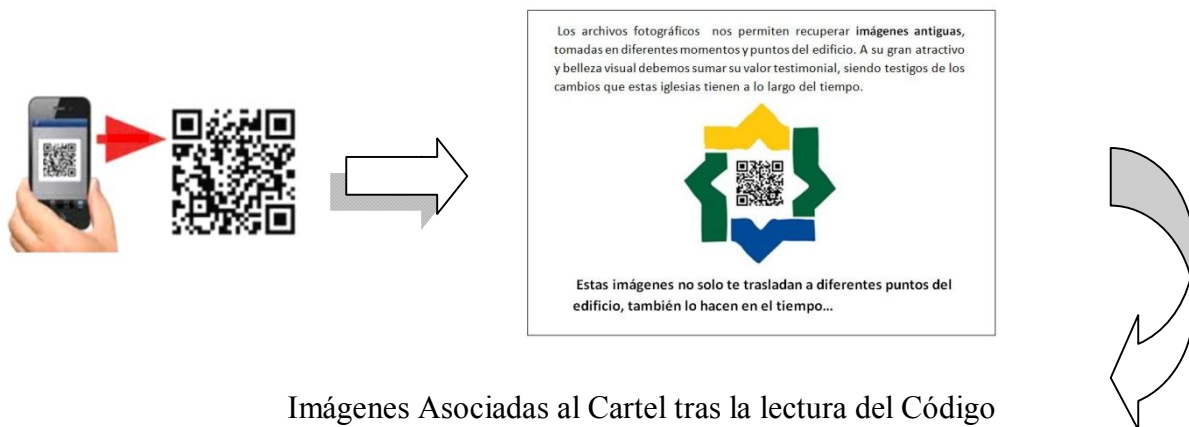 Los archivos fotográficos nos permiten recuperar imágenes antiguas,
tomadas en diferentes momentos y puntos del edificio. A su gran atractivo
y belleza visual debemos sumar su valor testimonial, siendo testigos de los
cambios que estas iglesias tienen a lo largo del tiempo.
Estas imágenes no solo te trasladan a diferentes puntos del
edificio, también lo hacen en el tiempo...
Imágenes Asociadas al Cartel tras la lectura del Código